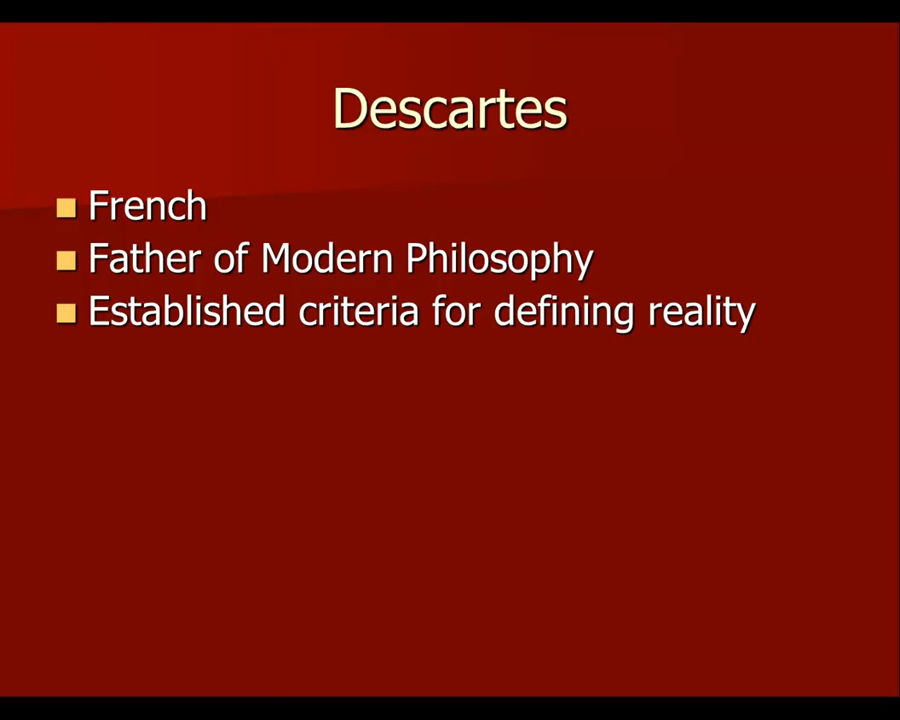 Descartes
French
Father of Modern Philosophy
Established criteria for defining reality